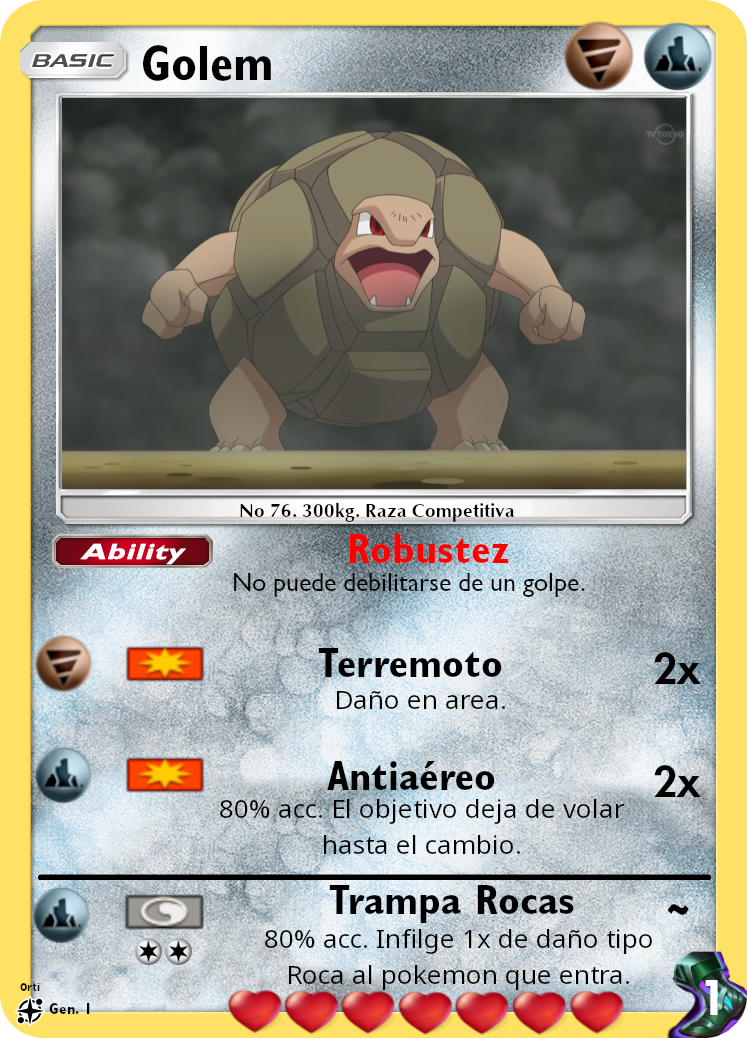 BASIC Golem
TV TOKYO
No 76. 300kg. Raza Competitiva
Ability Robustez
No puede debilitarse de un golpe.
Terremoto 2x
Daño en area.
Antiaéreo 2x
80% acc. El objetivo deja de volar
hasta el cambio.
Trampa Rocas ~
80% acc. Infilge 1x de daño tipo
Roca al pokemon que entra.
Orti
Gen. I
1